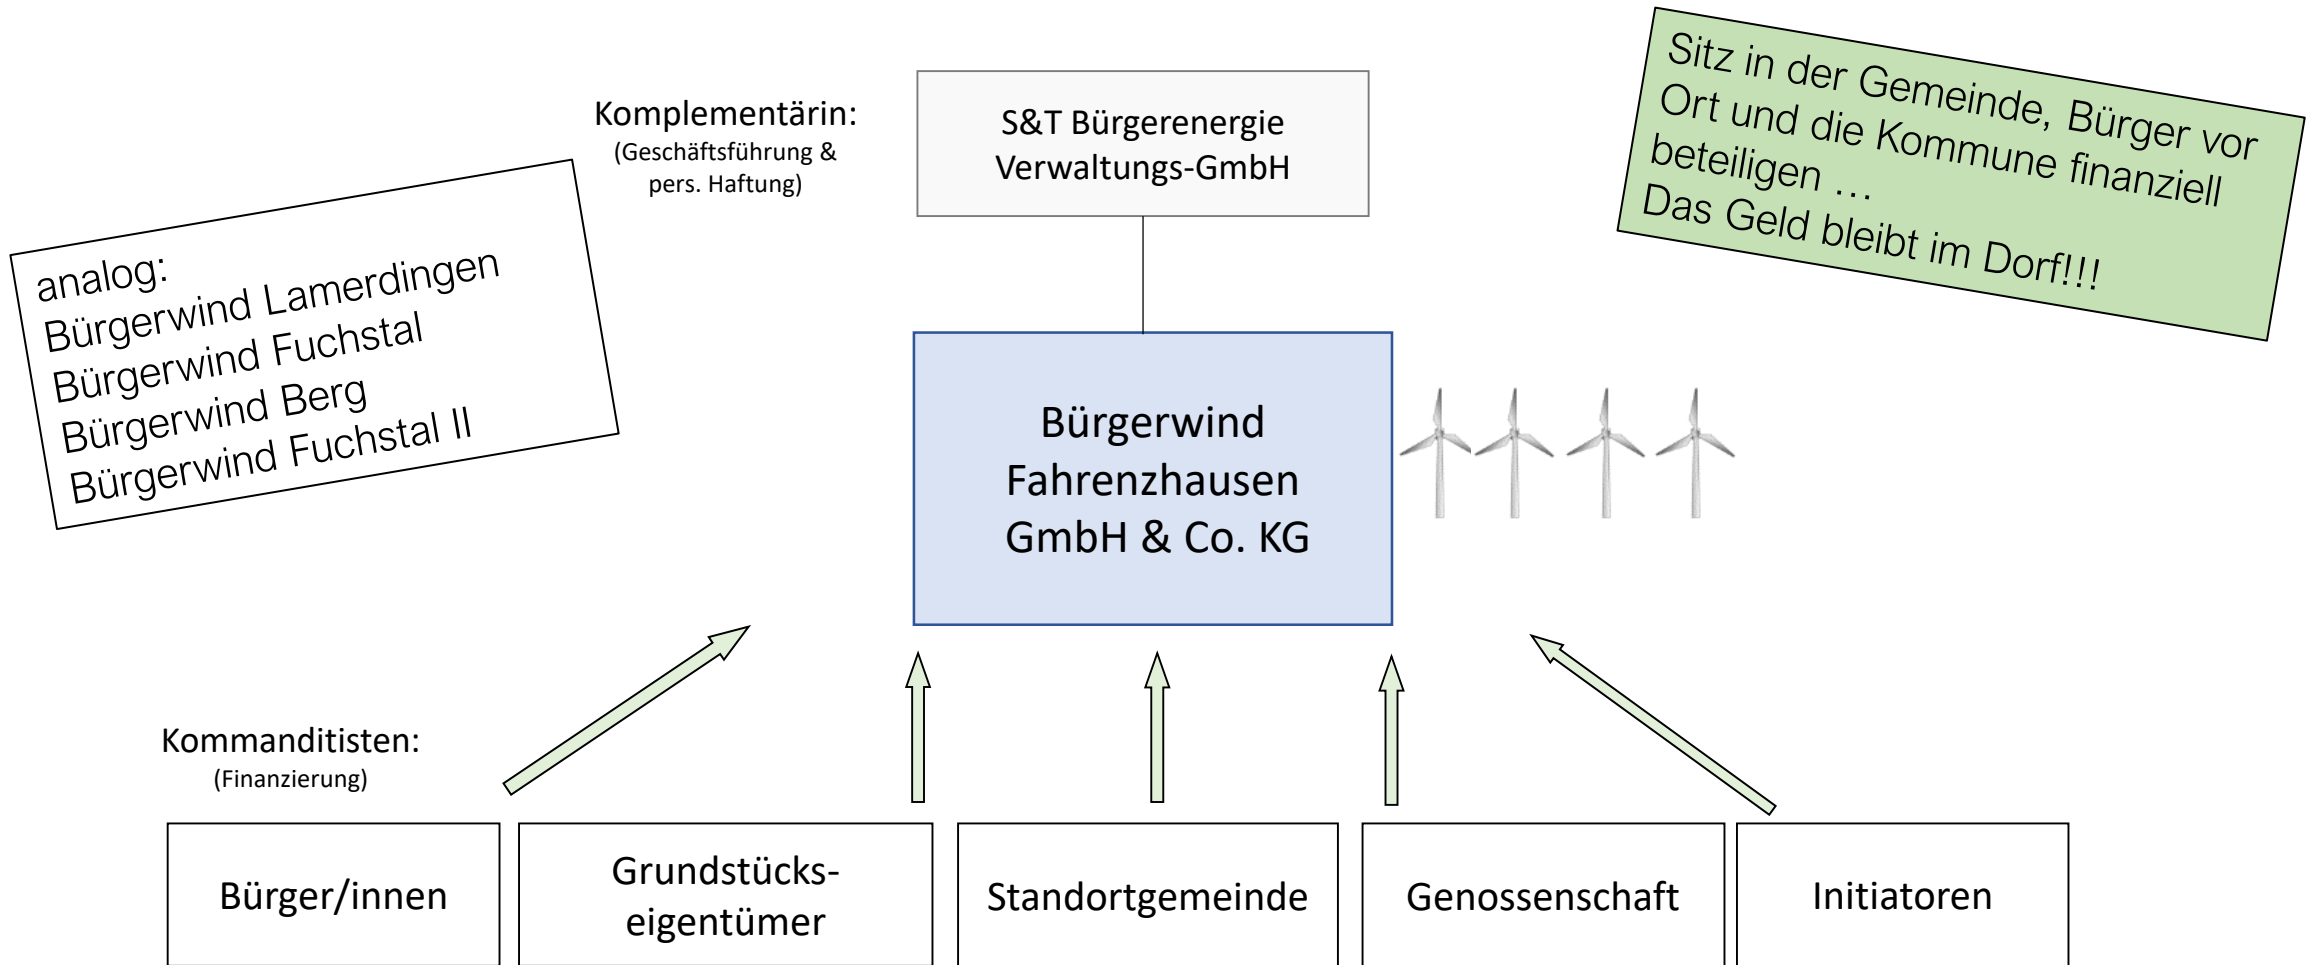 Komplementärin:
(Geschäftsführung &
pers. Haftung)
S&T Bürgerenergie
Verwaltungs-GmbH
Sitz in der Gemeinde, Bürger vor
Ort und die Kommune finanziell
beteiligen …
Das Geld bleibt im Dorf!!!
analog:
Bürgerwind Lamerdingen
Bürgerwind Fuchstal
Bürgerwind Berg
Bürgerwind Fuchstal II
Bürgerwind
Fahrenzhausen
GmbH & Co. KG
Kommanditisten:
(Finanzierung)
Bürger/innen
Grundstücks-
eigentümer
Standortgemeinde
Genossenschaft
Initiatoren